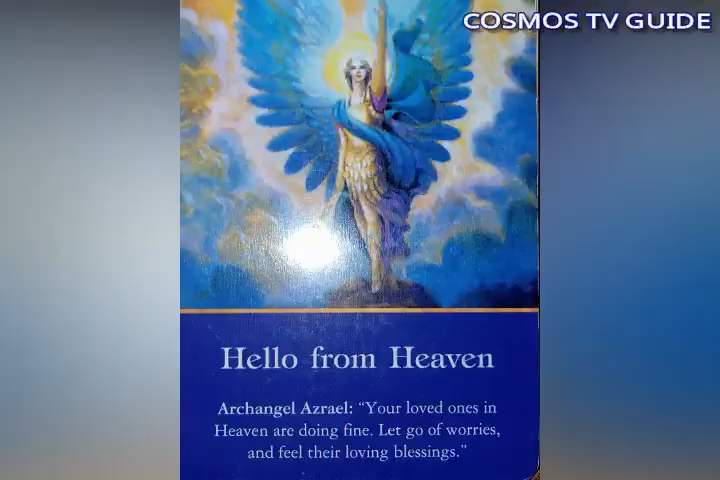 COSMOS TV GUIDE
Hello from Heaven
Archangel Azrael: “Your loved ones in
Heaven are doing fine. Let go of worries,
and feel their loving blessings.”